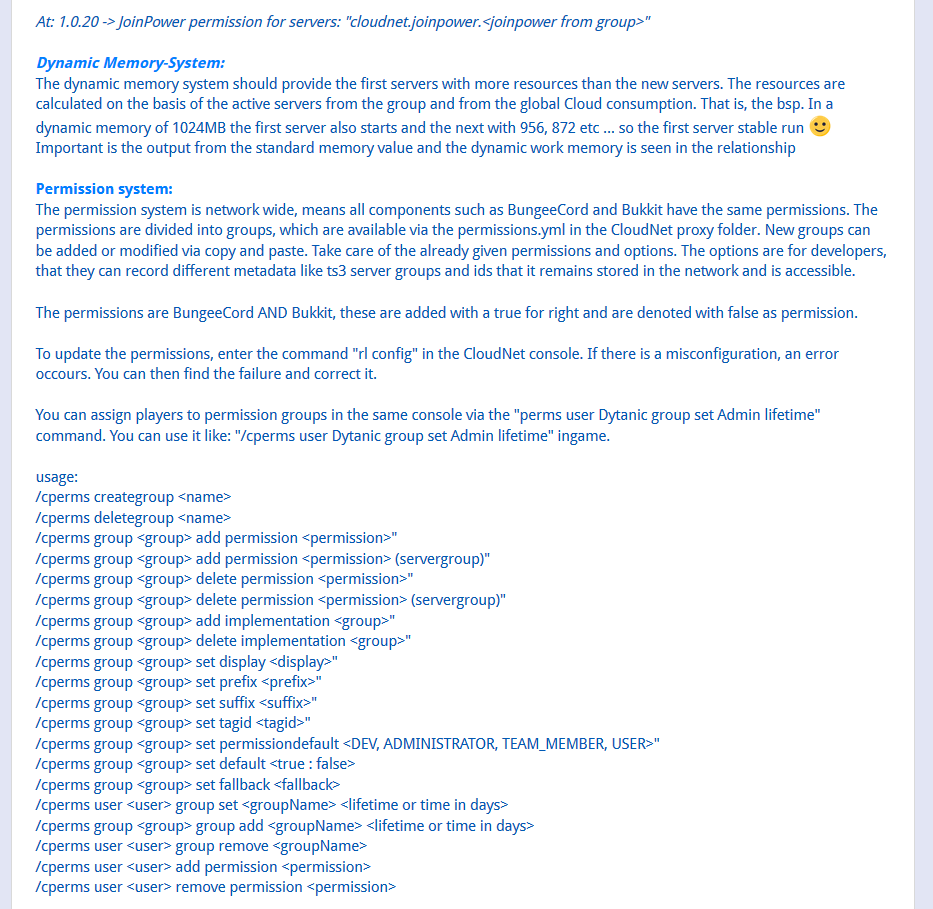 At: 1.0.20 -> JoinPower permission for servers: "cloudnet.joinpower.<joinpower from group>"
Dynamic Memory-System:
The dynamic memory system should provide the first servers with more resources than the new servers. The resources are
calculated on the basis of the active servers from the group and from the global Cloud consumption. That is, the bsp. In a
dynamic memory of 1024MB the first server also starts and the next with 956, 872 etc ... so the first server stable run 🙂
Important is the output from the standard memory value and the dynamic work memory is seen in the relationship
Permission system:
The permission system is network wide, means all components such as BungeeCord and Bukkit have the same permissions. The
permissions are divided into groups, which are available via the permissions.yml in the CloudNet proxy folder. New groups can
be added or modified via copy and paste. Take care of the already given permissions and options. The options are for developers,
that they can record different metadata like ts3 server groups and ids that it remains stored in the network and is accessible.
The permissions are BungeeCord AND Bukkit, these are added with a true for right and are denoted with false as permission.
To update the permissions, enter the command "rl config" in the CloudNet console. If there is a misconfiguration, an error
occours. You can then find the failure and correct it.
You can assign players to permission groups in the same console via the "perms user Dytanic group set Admin lifetime"
command. You can use it like: "/cperms user Dytanic group set Admin lifetime" ingame.
usage:
/cperms creategroup <name>
/cperms deletegroup <name>
/cperms group <group> add permission <permission>"
/cperms group <group> add permission <permission> (servergroup)"
/cperms group <group> delete permission <permission>"
/cperms group <group> delete permission <permission> (servergroup)"
/cperms group <group> add implementation <group>"
/cperms group <group> delete implementation <group>"
/cperms group <group> set display <display>"
/cperms group <group> set prefix <prefix>"
/cperms group <group> set suffix <suffix>"
/cperms group <group> set tagid <tagid>"
/cperms group <group> set permissiondefault <DEV, ADMINISTRATOR, TEAM_MEMBER, USER>"
/cperms group <group> set default <true : false>
/cperms group <group> set fallback <fallback>
/cperms user <user> group set <groupName> <lifetime or time in days>
/cperms group <group> group add <groupName> <lifetime or time in days>
/cperms user <user> group remove <groupName>
/cperms user <user> add permission <permission>
/cperms user <user> remove permission <permission>